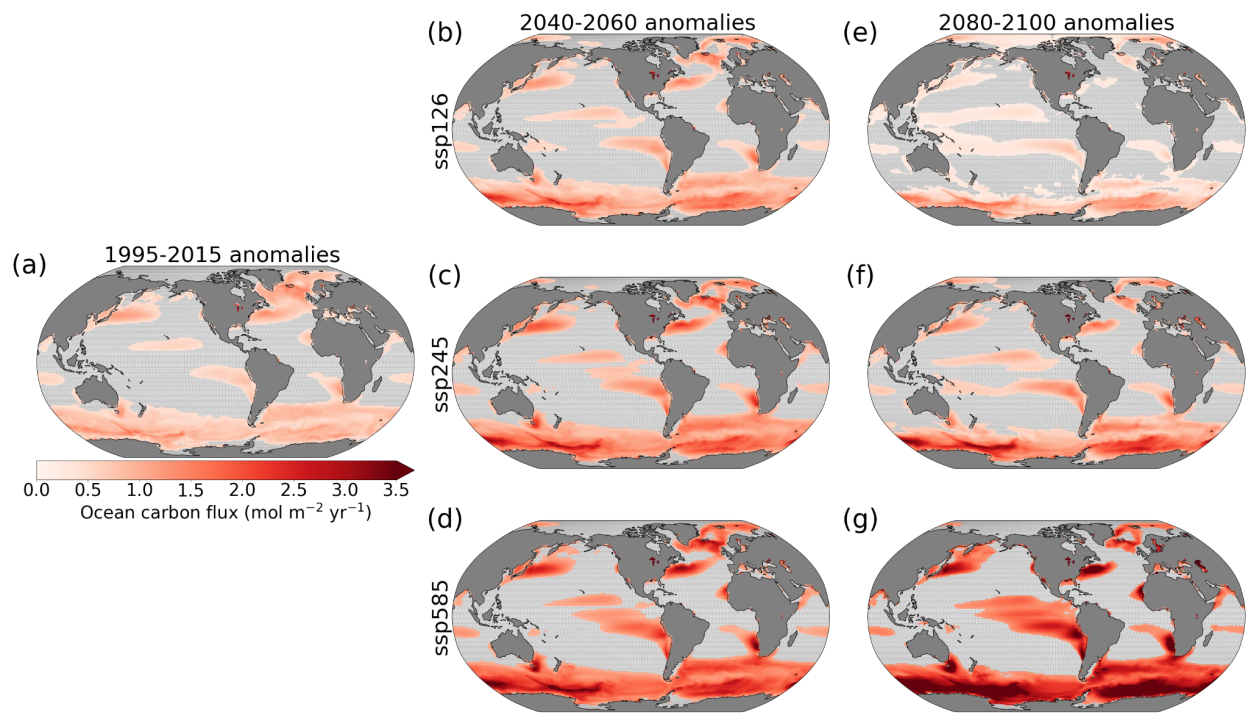 2040-2060 anomalies
2080-2100 anomalies
(b)
(e)
ssp126
1995-2015 anomalies
(a)
(c)
(f)
ssp245
0.0 0.5 1.0 1.5 2.0 2.5 3.0 3.5
Ocean carbon flux (mol m⁻² yr⁻¹)
(d)
(g)
ssp585